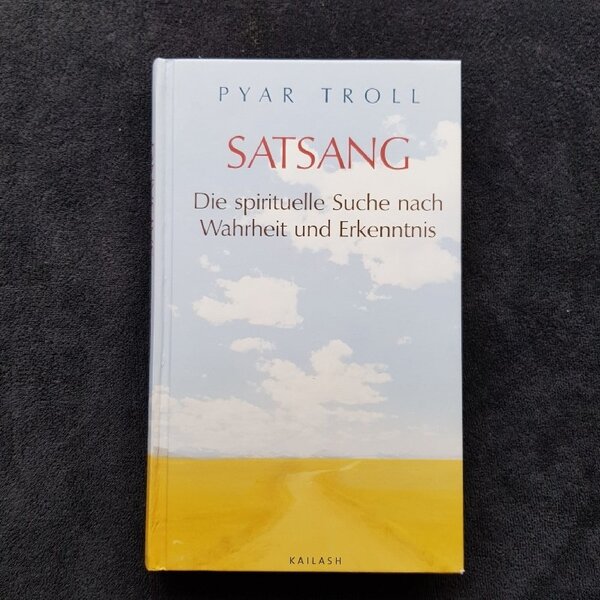 PYAR TROLL
SATSANG
Die spirituelle Suche nach
Wahrheit und Erkenntnis
KAILASH